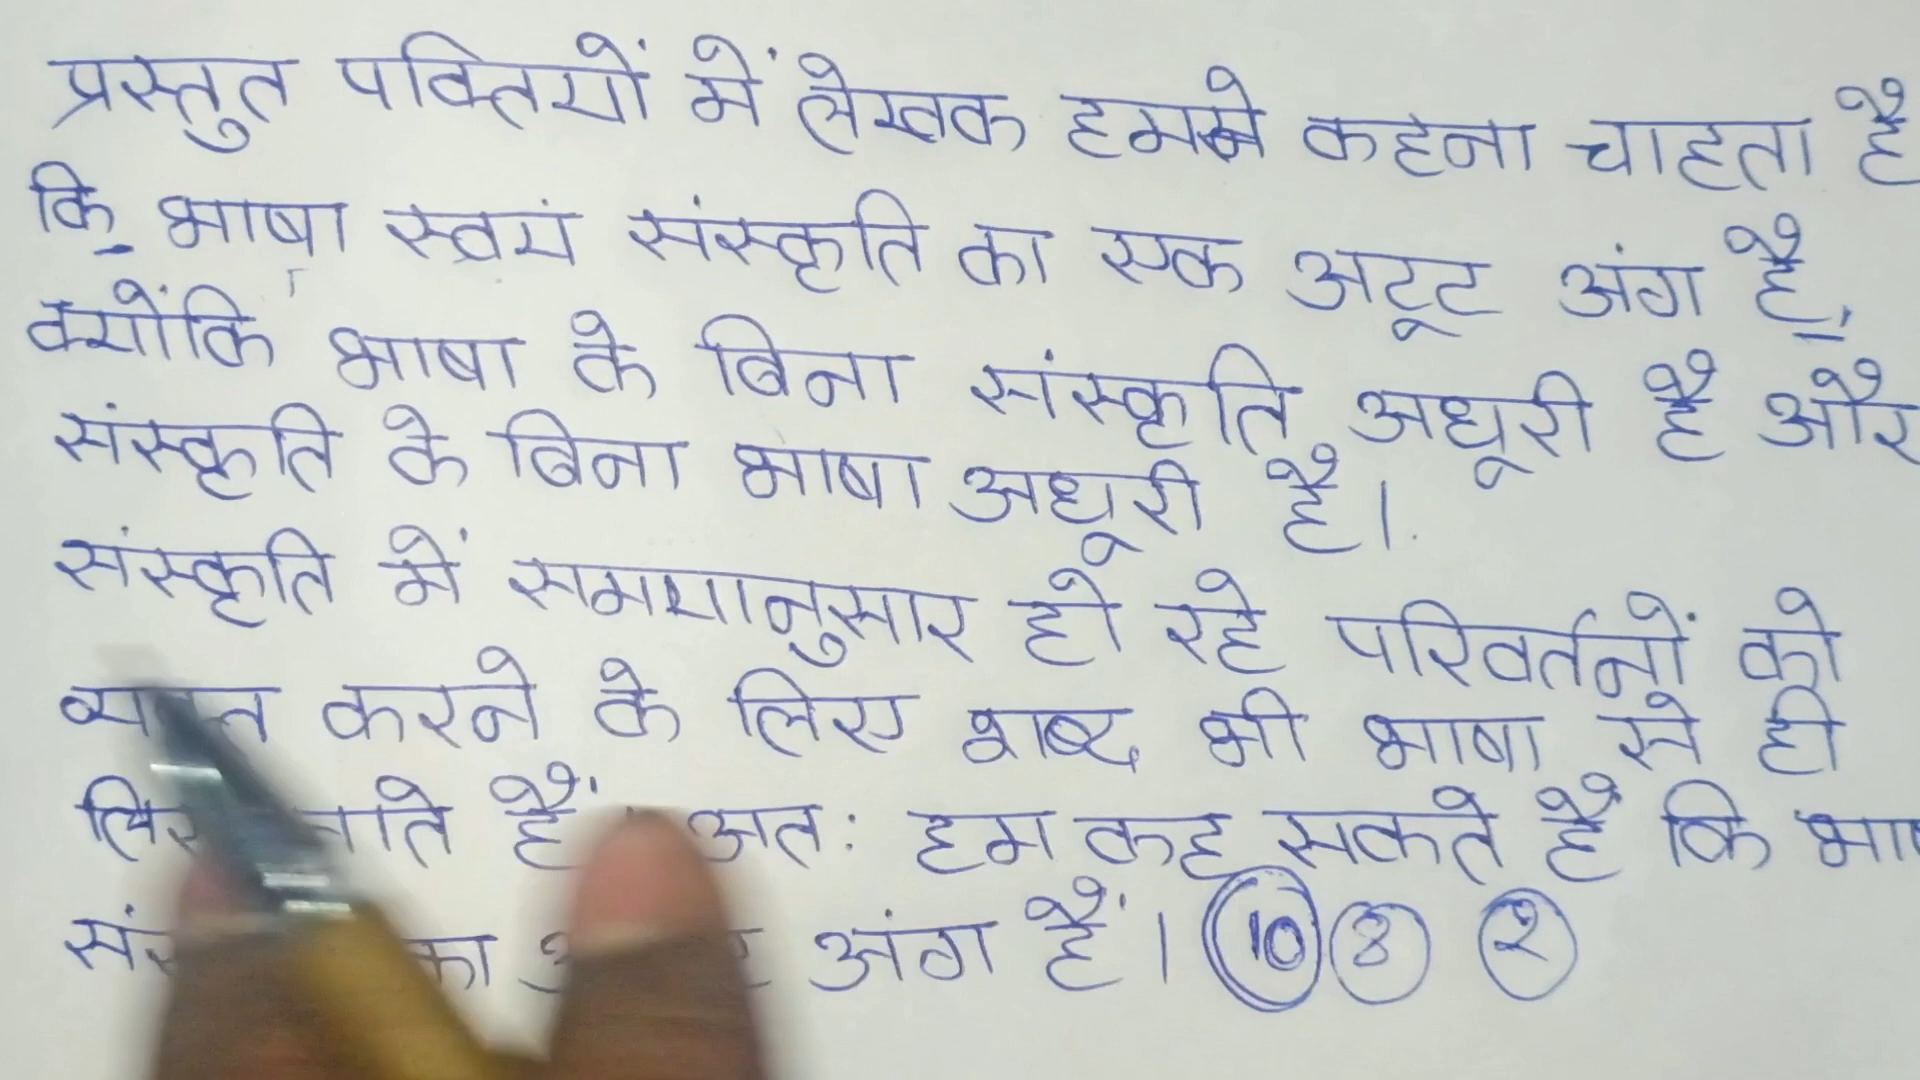 प्रस्तुत पक्तियों में लेखक हमसे कहना चाहता है
कि भाषा स्वयं संस्कृति का एक अटूट अंग है,
क्योंकि भाषा के बिना संस्कृति अधूरी है और
संस्कृति के बिना भाषा अधूरी है।
संस्कृति में समयानुसार हो रहे परिवर्तनों को
करने के लिए शब्द भी भाषा से ही
हैं अतः हम कह सकते है कि
का अंग हैं। 10 8 2